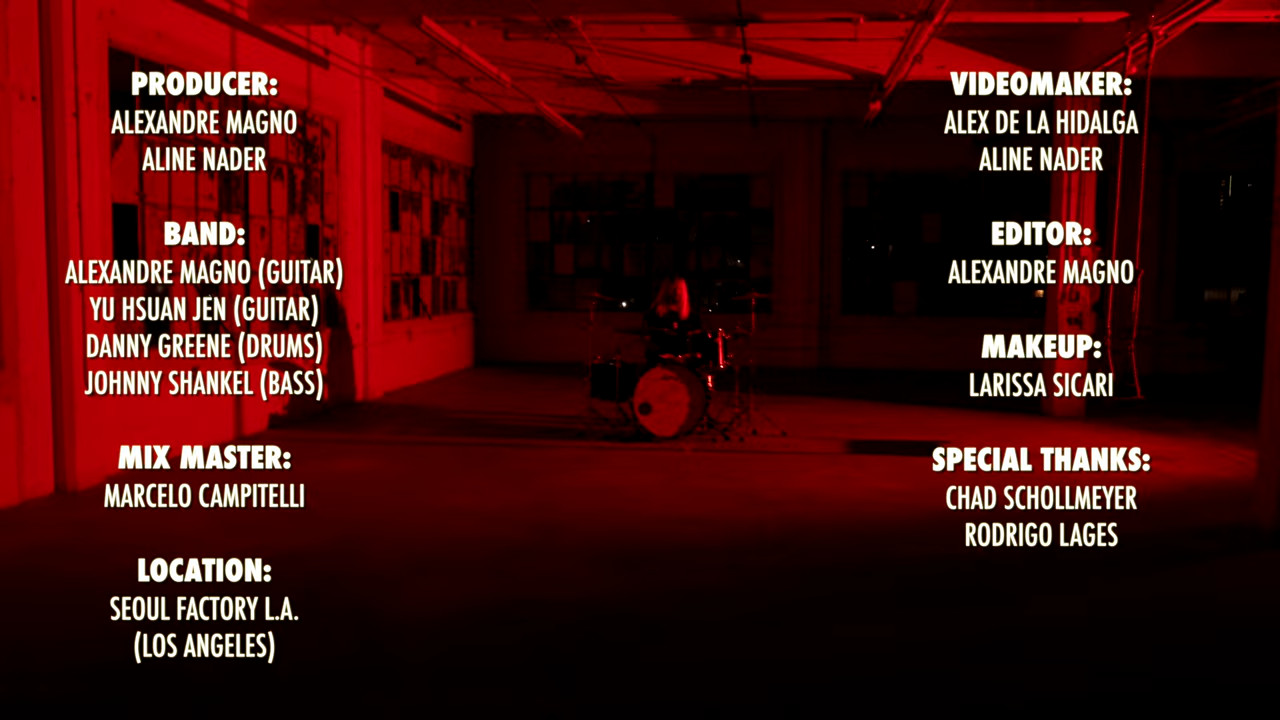 PRODUCER:
ALEXANDRE MAGNO
ALINE NADER
BAND:
ALEXANDRE MAGNO (GUITAR)
YU HSUAN JEN (GUITAR)
DANNY GREENE (DRUMS)
JOHNNY SHANKEL (BASS)
MIX MASTER:
MARCELO CAMPITELLI
LOCATION:
SEOUL FACTORY L.A.
(LOS ANGELES)
VIDEOMAKER:
ALEX DE LA HIDALGA
ALINE NADER
EDITOR:
ALEXANDRE MAGNO
MAKEUP:
LARISSA SICARI
SPECIAL THANKS:
CHAD SCHOLLMEYER
RODRIGO LAGES